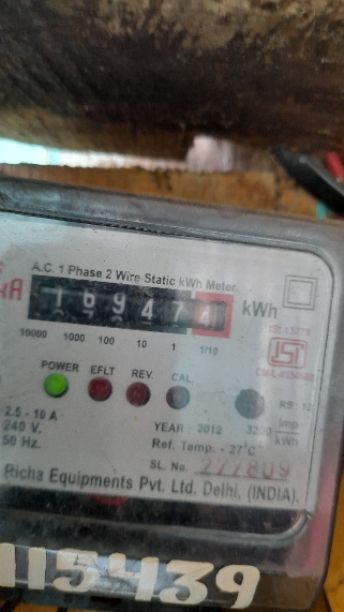 A.C. 1 Phase 2 Wire Static kWh Meter.
169474 kWh
10000 1000 100 10 1 1/10
POWER EFLT REV. CAL.
2.5 - 10 A
240 V.
50 Hz.
YEAR : 2012 3200 Imp/kWh
Ref. Temp. - 27°C
SL. No. 277809
Richa Equipments Pvt. Ltd. Delhi, (INDIA).
115439